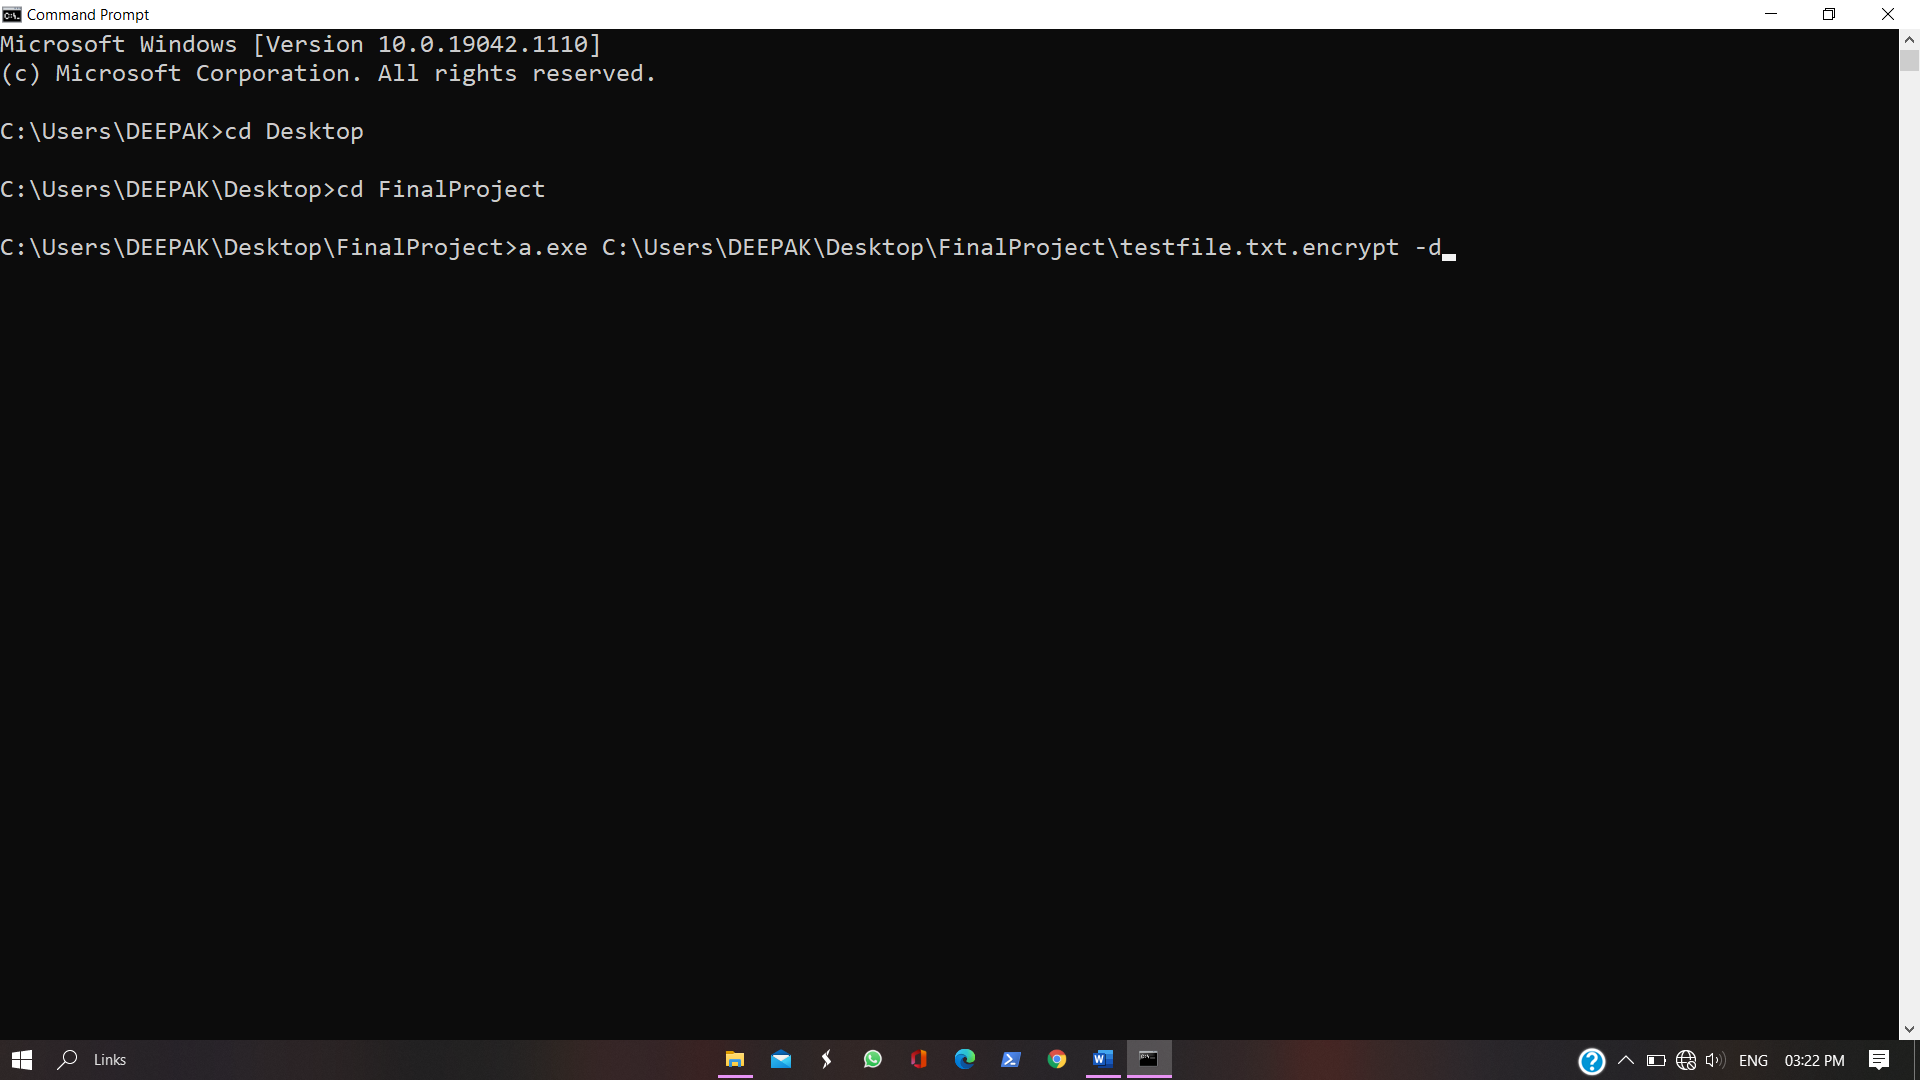 Command Prompt
Microsoft Windows [Version 10.0.19042.1110]
(c) Microsoft Corporation. All rights reserved.
C:\Users\DEEPAK>cd Desktop
C:\Users\DEEPAK\Desktop>cd FinalProject
C:\Users\DEEPAK\Desktop\FinalProject>a.exe C:\Users\DEEPAK\Desktop\FinalProject\testfile.txt.encrypt -d
Links
ENG
03:22 PM